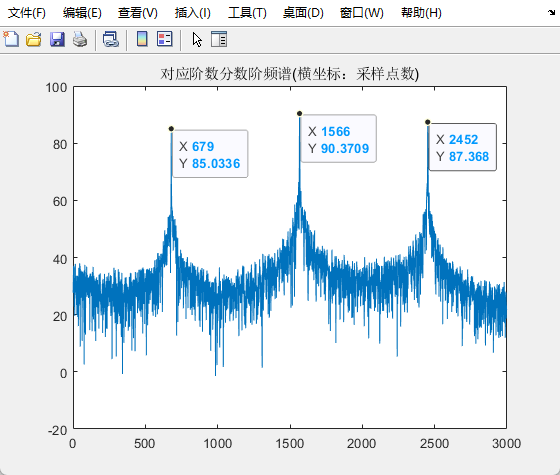 文件(F) 编辑(E) 查看(V) 插入(I) 工具(T) 桌面(D) 窗口(W) 帮助(H)
对应阶数分数阶频谱(横坐标：采样点数)
100
80
60
40
20
0
-20
X 679
Y 85.0336
X 1566
Y 90.3709
X 2452
Y 87.368
0 500 1000 1500 2000 2500 3000